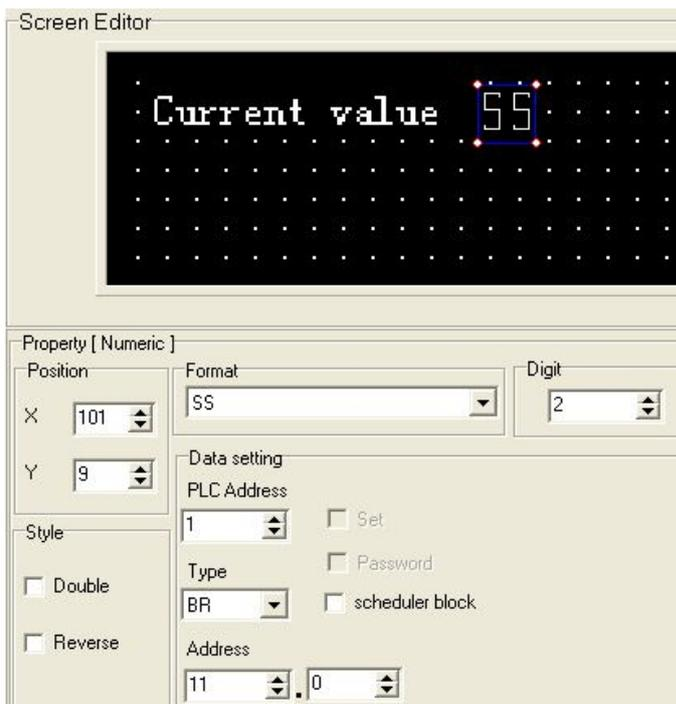 Screen Editor
Current value SS
Property [ Numeric ]
Position
X 101
Y 9
Format
SS
Digit
2
Style
Double
Reverse
Data setting
PLC Address
1
Set
Password
Type
BR
scheduler block
Address
11 . 0